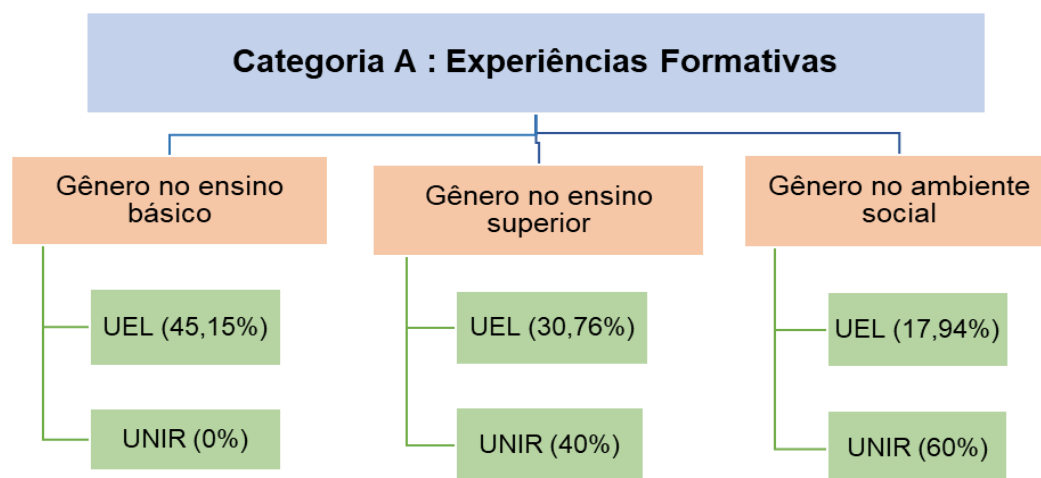 Categoria A : Experiências Formativas
Gênero no ensino
básico
UEL (45,15%)
UNIR (0%)
Gênero no ensino
superior
UEL (30,76%)
UNIR (40%)
Gênero no ambiente
social
UEL (17,94%)
UNIR (60%)